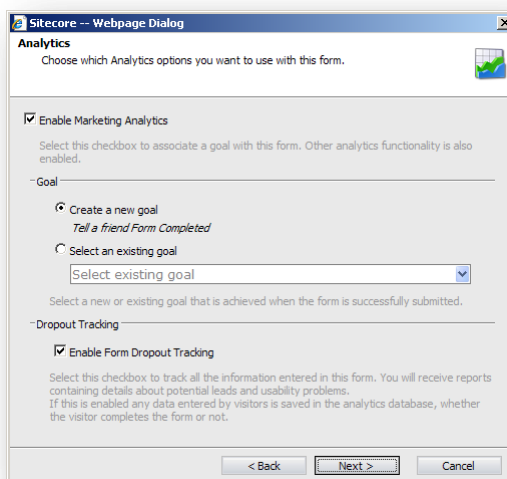 Sitecore -- Webpage Dialog
Analytics
Choose which Analytics options you want to use with this form.
Enable Marketing Analytics
Select this checkbox to associate a goal with this form. Other analytics functionality is also
enabled.
Goal
Create a new goal
Tell a friend Form Completed
Select an existing goal
Select existing goal
Select a new or existing goal that is achieved when the form is successfully submitted.
Dropout Tracking
Enable Form Dropout Tracking
Select this checkbox to track all the information entered in this form. You will receive reports
containing details about potential leads and usability problems.
If this is enabled any data entered by visitors is saved in the analytics database, whether
the visitor completes the form or not.
< Back Next > Cancel